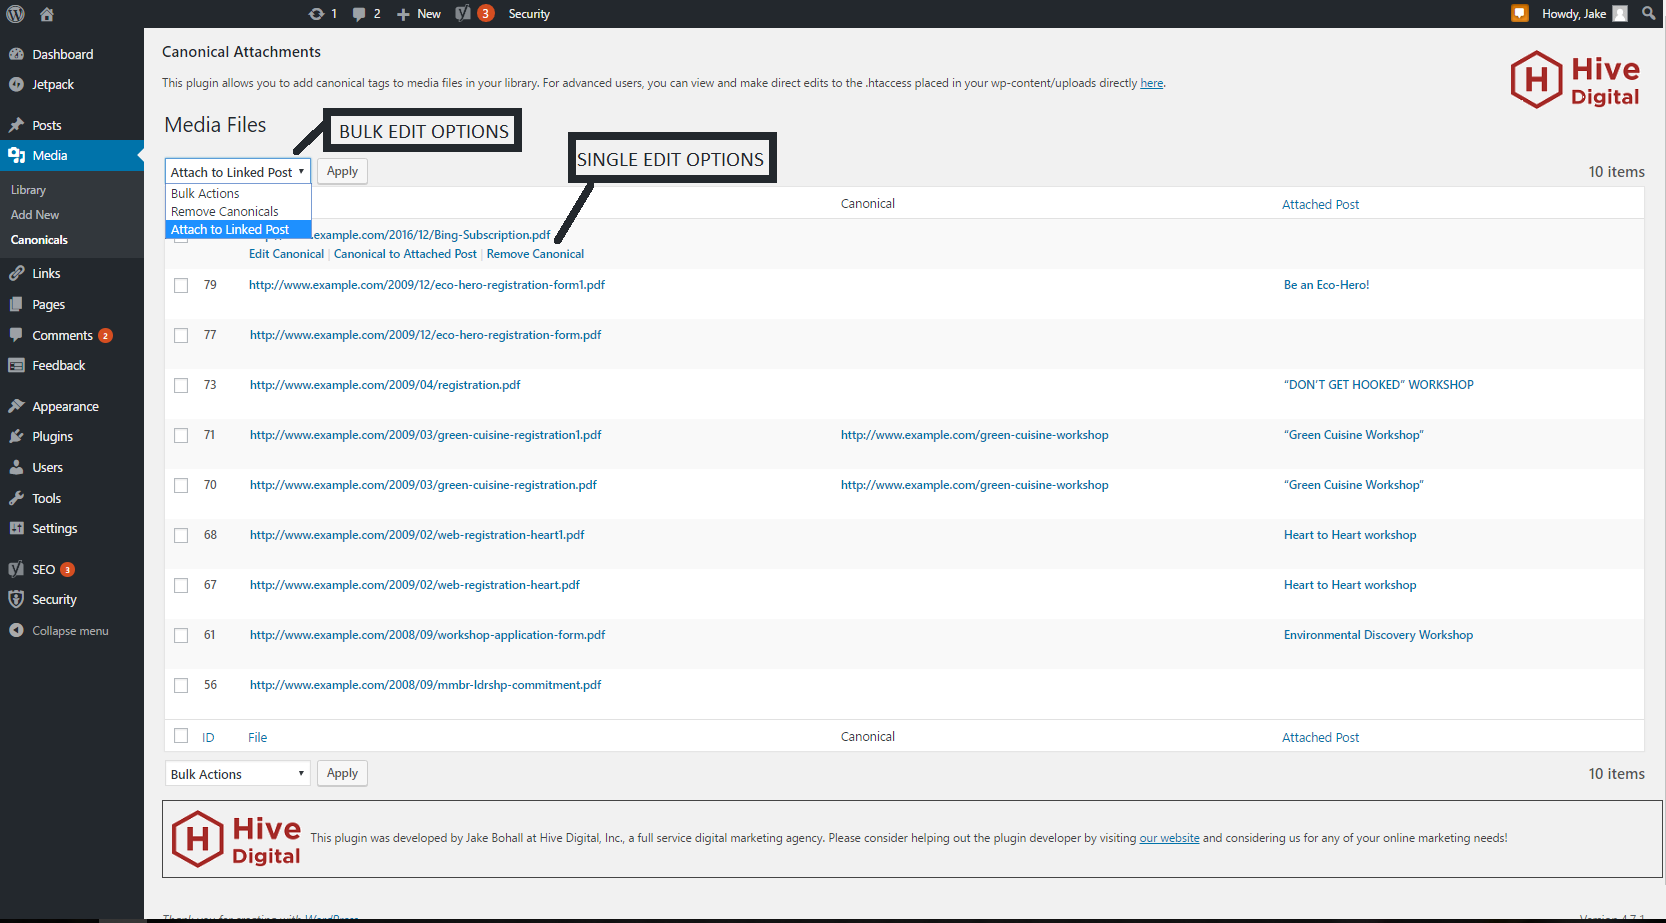 1 2 New 3 Security Howdy, Jake
Dashboard
Jetpack
Posts
Media
Library
Add New
Canonicals
Links
Pages
Comments 2
Feedback
Appearance
Plugins
Users
Tools
Settings
SEO 3
Security
Collapse menu
Canonical Attachments
This plugin allows you to add canonical tags to media files in your library. For advanced users, you can view and make direct edits to the .htaccess placed in your wp-content/uploads directly here.
Hive
Digital
Media Files
BULK EDIT OPTIONS
SINGLE EDIT OPTIONS
Attach to Linked Post Apply 10 items
Bulk Actions
Remove Canonicals
Attach to Linked Post
Canonical Attached Post
.example.com/2016/12/Bing-Subscription.pdf
Edit Canonical | Canonical to Attached Post | Remove Canonical
79 http://www.example.com/2009/12/eco-hero-registration-form1.pdf Be an Eco-Hero!
77 http://www.example.com/2009/12/eco-hero-registration-form.pdf
73 http://www.example.com/2009/04/registration.pdf “DON'T GET HOOKED” WORKSHOP
71 http://www.example.com/2009/03/green-cuisine-registration1.pdf http://www.example.com/green-cuisine-workshop “Green Cuisine Workshop”
70 http://www.example.com/2009/03/green-cuisine-registration.pdf http://www.example.com/green-cuisine-workshop “Green Cuisine Workshop”
68 http://www.example.com/2009/02/web-registration-heart1.pdf Heart to Heart workshop
67 http://www.example.com/2009/02/web-registration-heart.pdf Heart to Heart workshop
61 http://www.example.com/2008/09/workshop-application-form.pdf Environmental Discovery Workshop
56 http://www.example.com/2008/09/mmbr-ldrshp-commitment.pdf
ID File Canonical Attached Post
Bulk Actions Apply 10 items
Hive
Digital
This plugin was developed by Jake Bohall at Hive Digital, Inc., a full service digital marketing agency. Please consider helping out the plugin developer by visiting our website and considering us for any of your online marketing needs!
Thank you for creating with WordPress Version 4.7.1